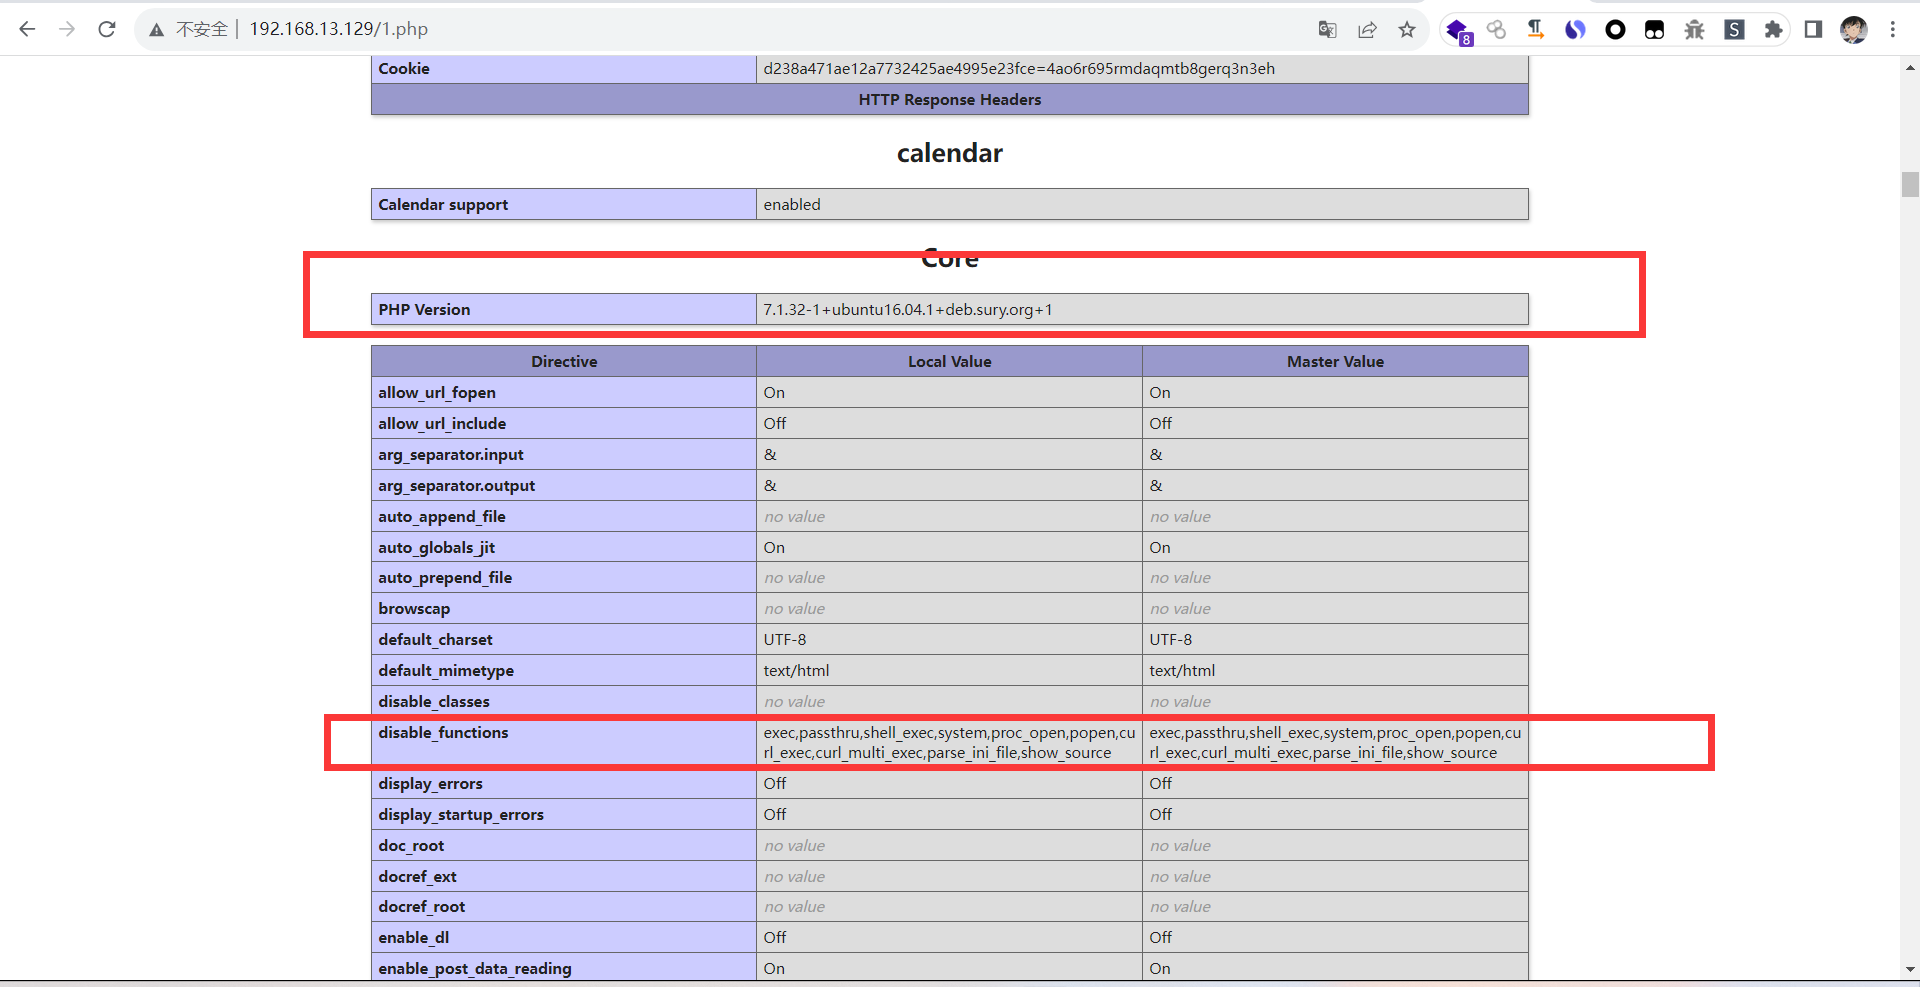 不安全 | 192.168.13.129/1.php
8
S
Cookie d238a471ae12a7732425ae4995e23fce=4ao6r695rmdaqmtb8gerq3n3eh
HTTP Response Headers
calendar
Calendar support enabled
Core
PHP Version 7.1.32-1+ubuntu16.04.1+deb.sury.org+1
Directive Local Value Master Value
allow_url_fopen On On
allow_url_include Off Off
arg_separator.input & &
arg_separator.output & &
auto_append_file no value no value
auto_globals_jit On On
auto_prepend_file no value no value
browscap no value no value
default_charset UTF-8 UTF-8
default_mimetype text/html text/html
disable_classes no value no value
disable_functions exec,passthru,shell_exec,system,proc_open,popen,cu exec,passthru,shell_exec,system,proc_open,popen,cu
rl_exec,curl_multi_exec,parse_ini_file,show_source rl_exec,curl_multi_exec,parse_ini_file,show_source
display_errors Off Off
display_startup_errors Off Off
doc_root no value no value
docref_ext no value no value
docref_root no value no value
enable_dl Off Off
enable_post_data_reading On On